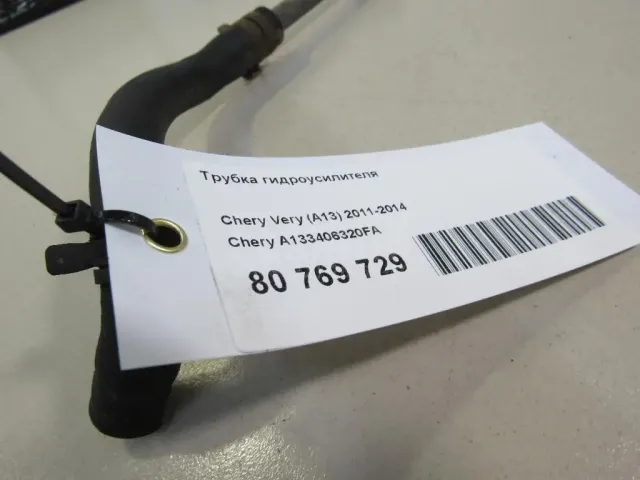 Трубка гидроусилителя
Chery Very (A13) 2011-2014
Chery A133406320FA
80 769 729